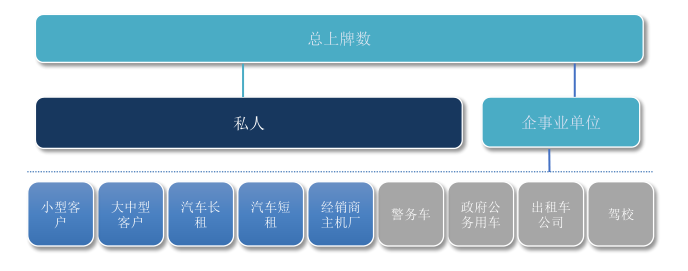 总上牌数
私人
企事业单位
小型客
户
大中型
客户
汽车长
租
汽车短
租
经销商
主机厂
警务车
政府公
务用车
出租车
公司
驾校